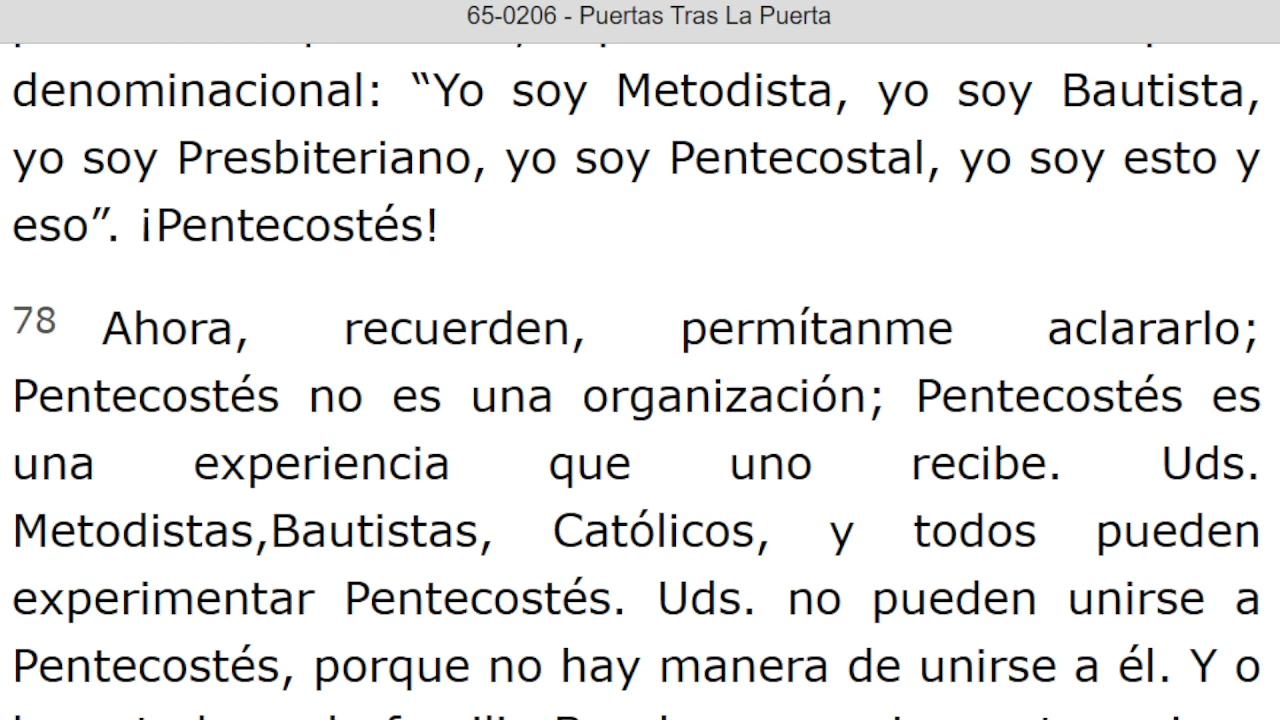 65-0206 - Puertas Tras La Puerta
denominacional: “Yo soy Metodista, yo soy Bautista,
yo soy Presbiteriano, yo soy Pentecostal, yo soy esto y
eso”. ¡Pentecostés!
78 Ahora, recuerden, permítanme aclararlo;
Pentecostés no es una organización; Pentecostés es
una experiencia que uno recibe. Uds.
Metodistas,Bautistas, Católicos, y todos pueden
experimentar Pentecostés. Uds. no pueden unirse a
Pentecostés, porque no hay manera de unirse a él. Y o